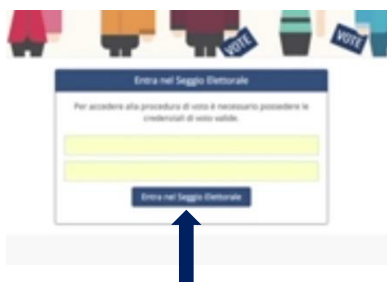 VOTE
VOTE
Entra nel Seggio Elettorale
Per accedere alla procedura di voto è necessario possedere le
credenziali di voto valide.
Entra nel Seggio Elettorale